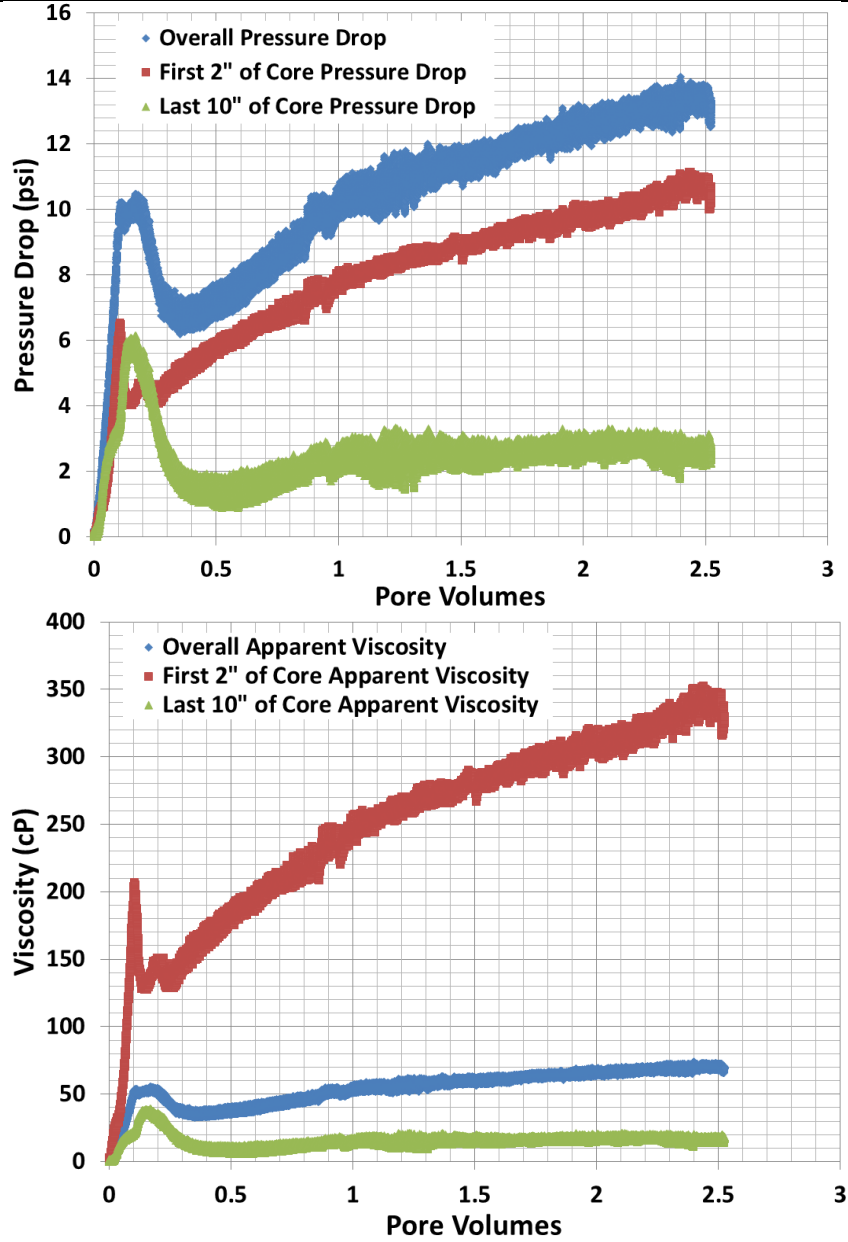 16
14
12
10
8
6
4
2
0
Pressure Drop (psi)
Overall Pressure Drop
First 2" of Core Pressure Drop
Last 10" of Core Pressure Drop
0 0.5 1 1.5 2 2.5 3
Pore Volumes
400
350
300
250
200
150
100
50
0
Viscosity (cP)
Overall Apparent Viscosity
First 2" of Core Apparent Viscosity
Last 10" of Core Apparent Viscosity
0 0.5 1 1.5 2 2.5 3
Pore Volumes